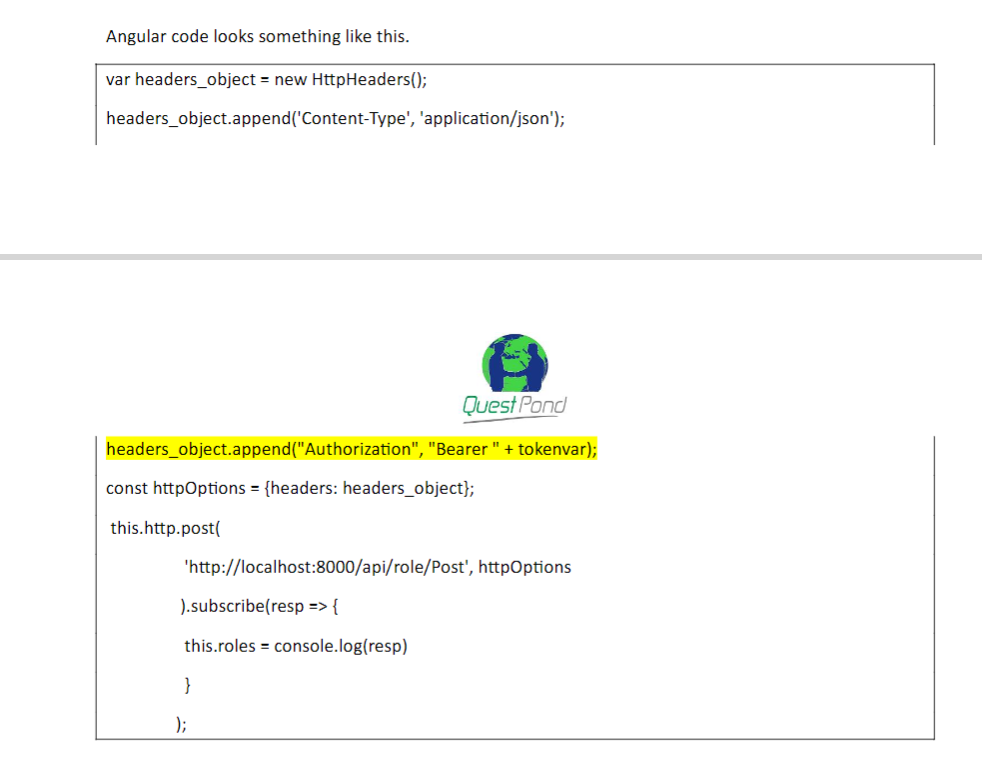 Angular code looks something like this.
var headers_object = new HttpHeaders();
headers_object.append('Content-Type', 'application/json');
QuestPond
headers_object.append("Authorization", "Bearer " + tokenvar);
const httpOptions = {headers: headers_object};
this.http.post(
'http://localhost:8000/api/role/Post', httpOptions
).subscribe(resp => {
this.roles = console.log(resp)
}
);